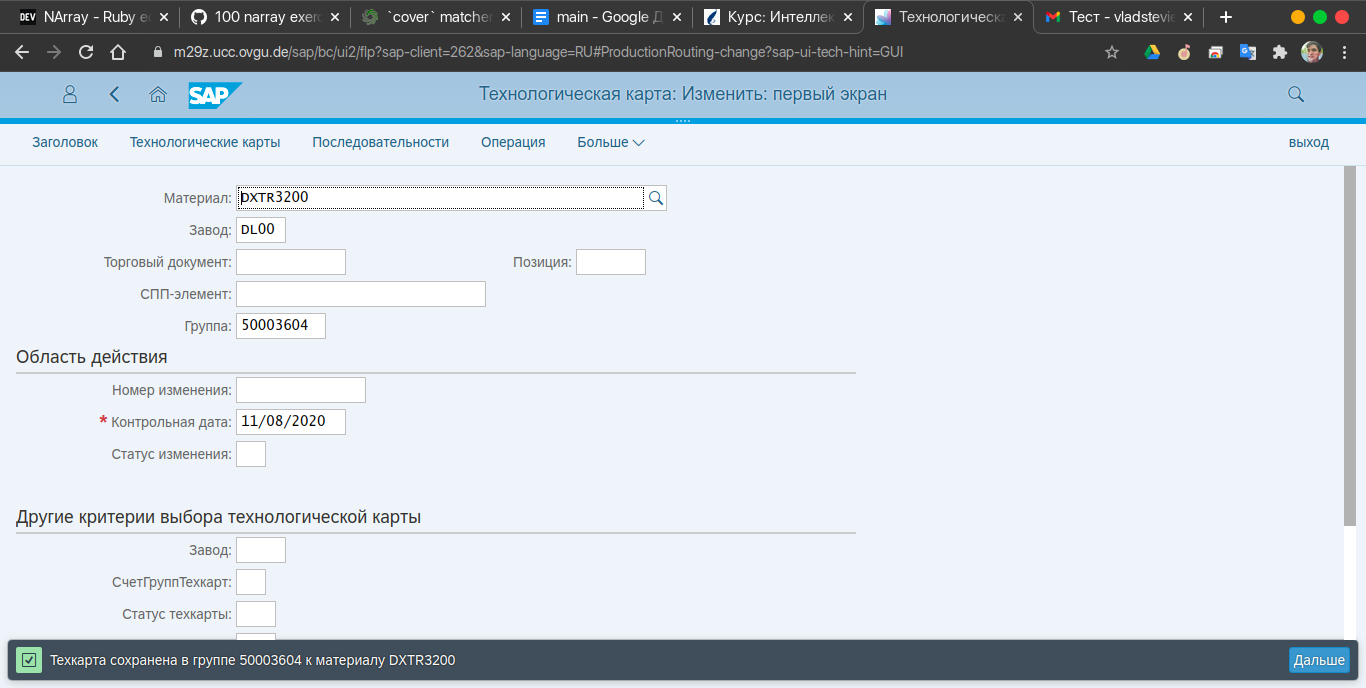 DEV NArray - Ruby e
100 narray exer
`cover` matche
main - Google Д
Курс: Интеллек
Технологическа
Тест - vladstevie
m29z.ucc.ovgu.de/sap/bc/ui2/flp?sap-client=262&sap-language=RU#ProductionRouting-change?sap-ui-tech-hint=GUI
SAP Технологическая карта: Изменить: первый экран
Заголовок Технологические карты Последовательности Операция Больше выход
Материал: DXTR3200
Завод: DL00
Торговый документ: Позиция:
СПП-элемент:
Группа: 50003604
Область действия
Номер изменения:
* Контрольная дата: 11/08/2020
Статус изменения:
Другие критерии выбора технологической карты
Завод:
СчетГруппТехкарт:
Статус техкарты:
Техкарта сохранена в группе 50003604 к материалу DXTR3200 Дальше